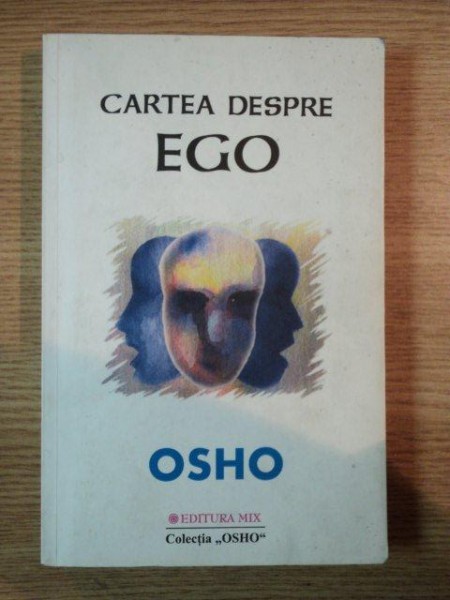 CARTEA DESPRE
EGO
OSHO
EDITURA MIX
Colecția „OSHO“